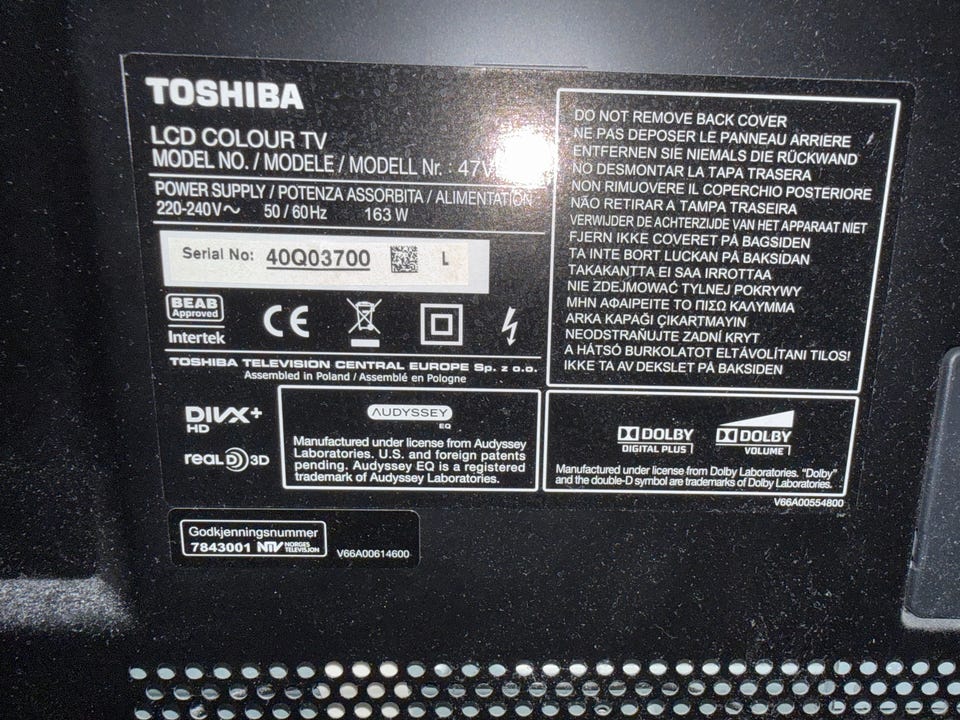 TOSHIBA
LCD COLOUR TV
MODEL NO. / MODELE / MODELL Nr. : 47V
POWER SUPPLY / POTENZA ASSORBITA / ALIMENTATION
220-240V∼ 50 / 60 Hz 163 W
Serial No: 40Q03700 L
BEAB
Approved
Intertek
CE
TOSHIBA TELEVISION CENTRAL EUROPE Sp. z o.o.
Assembled in Poland / Assemblé en Pologne
DIVX+
HD
REAL D 3D
AUDYSSEY
EQ
Manufactured under license from Audyssey
Laboratories. U.S. and foreign patents
pending. Audyssey EQ is a registered
trademark of Audyssey Laboratories.
DO NOT REMOVE BACK COVER
NE PAS DEPOSER LE PANNEAU ARRIERE
ENTFERNEN SIE NIEMALS DIE RÜCKWAND
NO DESMONTAR LA TAPA TRASERA
NON RIMUOVERE IL COPERCHIO POSTERIORE
NÃO RETIRAR A TAMPA TRASEIRA
VERWIJDER DE ACHTERZIJDE VAN HET APPARAAT NIET
FJERN IKKE COVERET PÅ BAGSIDEN
TA INTE BORT LUCKAN PÅ BAKSIDAN
TAKAKANTTA EI SAA IRROTTAA
NIE ZDEJMOWAĆ TYLNEJ POKRYWY
ΜΗΝ ΑΦΑΙΡΕΙΤΕ ΤΟ ΠΙΣΩ ΚΑΛΥΜΜΑ
ARKA KAPAĞI ÇIKARTMAYIN
NEODSTRAŇUJTE ZADNÍ KRYT
A HÁTSÓ BURKOLATOT ELTÁVOLÍTANI TILOS!
IKKE TA AV DEKSLET PÅ BAKSIDEN
DOLBY
DIGITAL PLUS
DOLBY
VOLUME
Manufactured under license from Dolby Laboratories. "Dolby"
and the double-D symbol are trademarks of Dolby Laboratories.
V66A00554800
Godkjenningsnummer
7843001 NTV NORGES TELEVISJON
V66A00614600